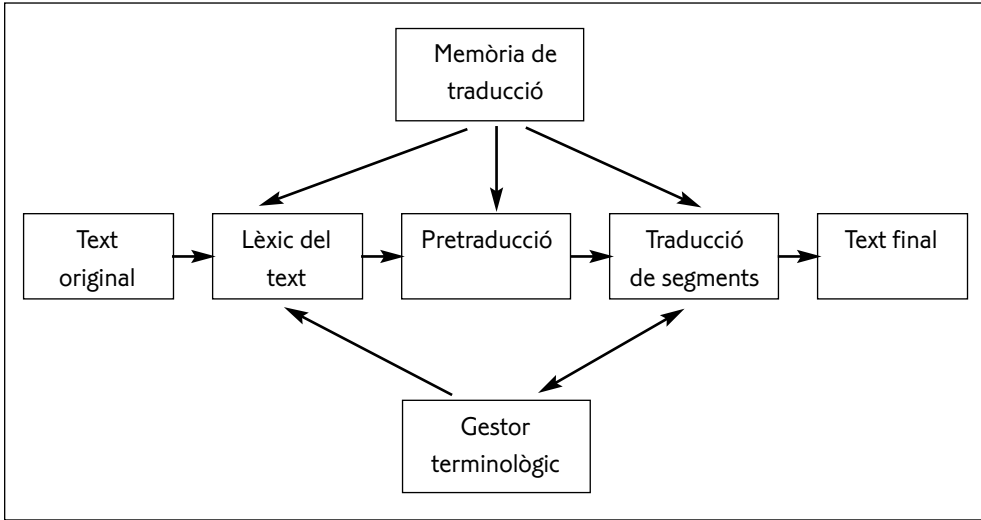 Memòria de
traducció
Text
original
Lèxic del
text
Pretraducció
Traducció
de segments
Text final
Gestor
terminològic